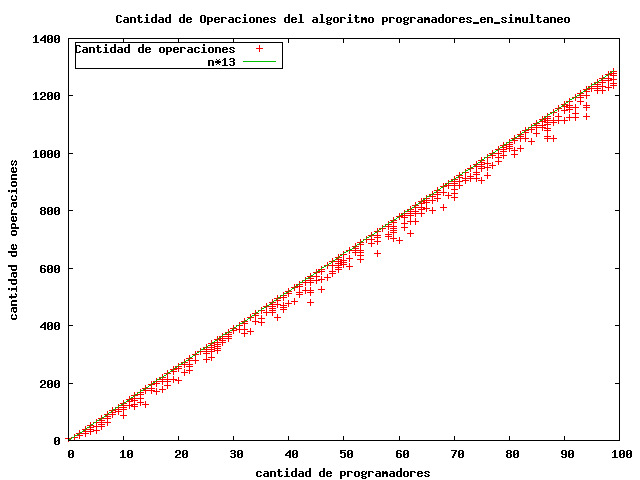 Cantidad de Operaciones del algoritmo programadores_en_simultaneo
1400
1200
1000
800
600
400
200
0
cantidad de operaciones
Cantidad de operaciones
n*13
0 10 20 30 40 50 60 70 80 90 100
cantidad de programadores